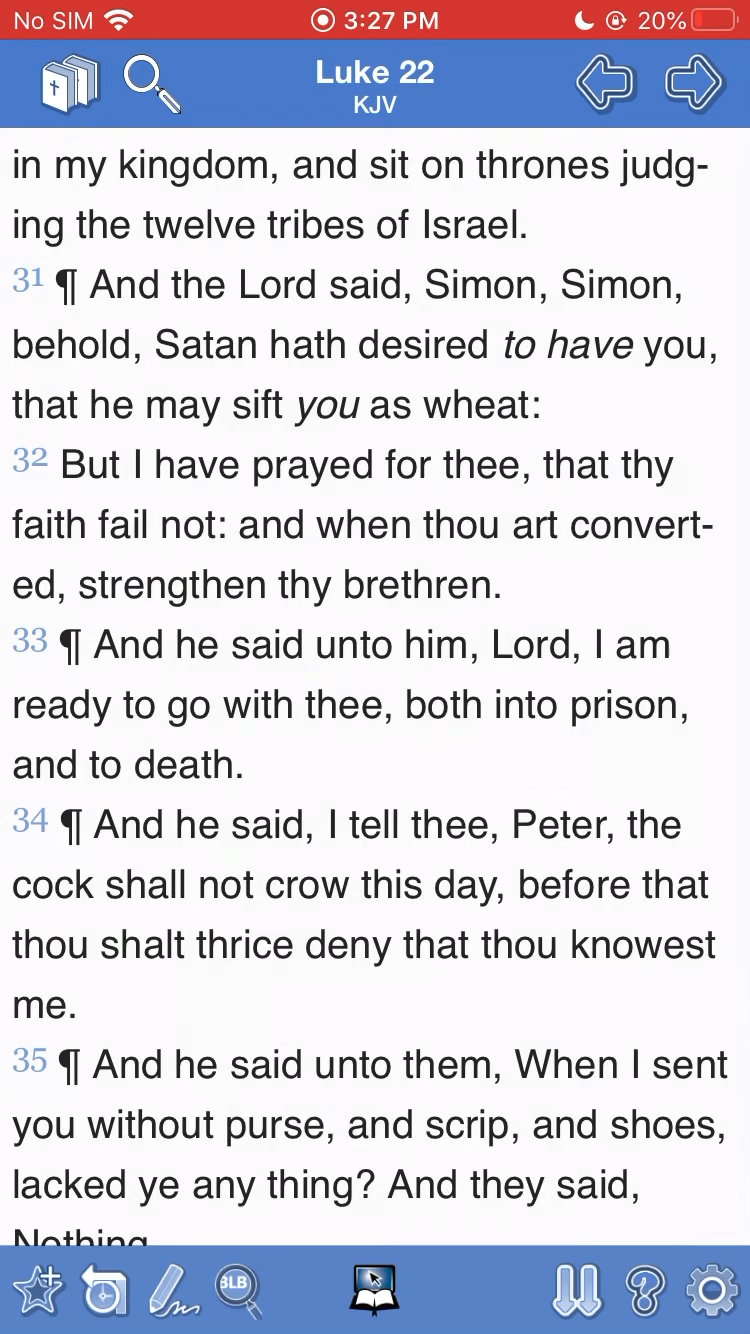 No SIM 3:27 PM 20%
Luke 22
KJV
in my kingdom, and sit on thrones judg-
ing the twelve tribes of Israel.
31 ¶ And the Lord said, Simon, Simon,
behold, Satan hath desired to have you,
that he may sift you as wheat:
32 But I have prayed for thee, that thy
faith fail not: and when thou art convert-
ed, strengthen thy brethren.
33 ¶ And he said unto him, Lord, I am
ready to go with thee, both into prison,
and to death.
34 ¶ And he said, I tell thee, Peter, the
cock shall not crow this day, before that
thou shalt thrice deny that thou knowest
me.
35 ¶ And he said unto them, When I sent
you without purse, and scrip, and shoes,
lacked ye any thing? And they said,
Nothing
BLB